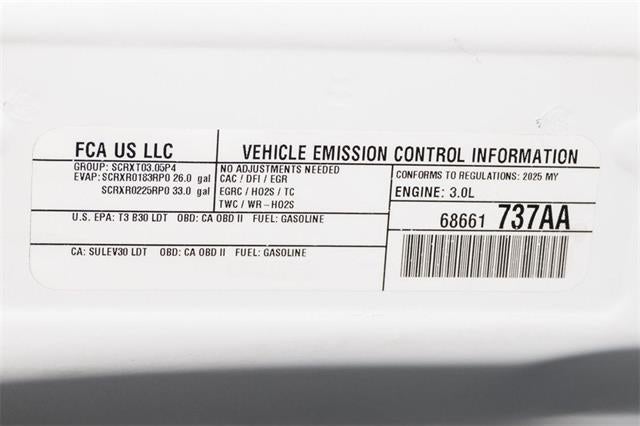 FCA US LLC
VEHICLE EMISSION CONTROL INFORMATION
GROUP: SCRXT03.05P4
EVAP: SCRXR0183RP0 26.0 gal
SCRXR0225RP0 33.0 gal
NO ADJUSTMENTS NEEDED
CAC / DFI / EGR
EGRC / HO2S / TC
TWC / WR-HO2S
CONFORMS TO REGULATIONS: 2025 MY
ENGINE: 3.0L
U.S. EPA: T3 B30 LDT OBD: CA OBD II FUEL: GASOLINE
68661 737AA
CA: SULEV30 LDT OBD: CA OBD II FUEL: GASOLINE